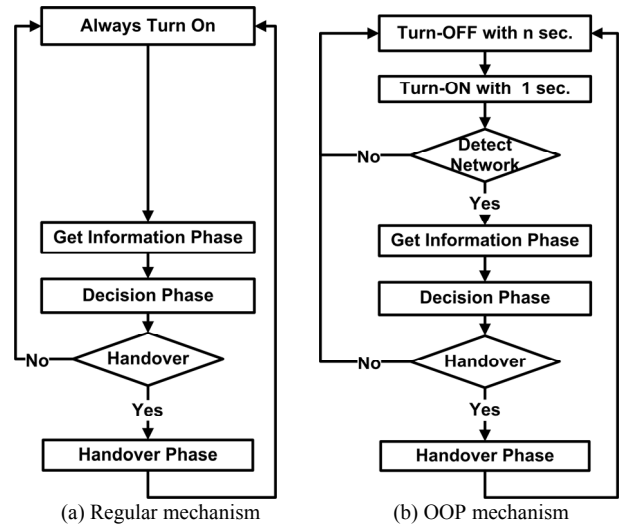 Always Turn On
Get Information Phase
Decision Phase
Handover
No
Yes
Handover Phase
(a) Regular mechanism
Turn-OFF with n sec.
Turn-ON with 1 sec.
Detect
Network
No
Yes
Get Information Phase
Decision Phase
Handover
No
Yes
Handover Phase
(b) OOP mechanism